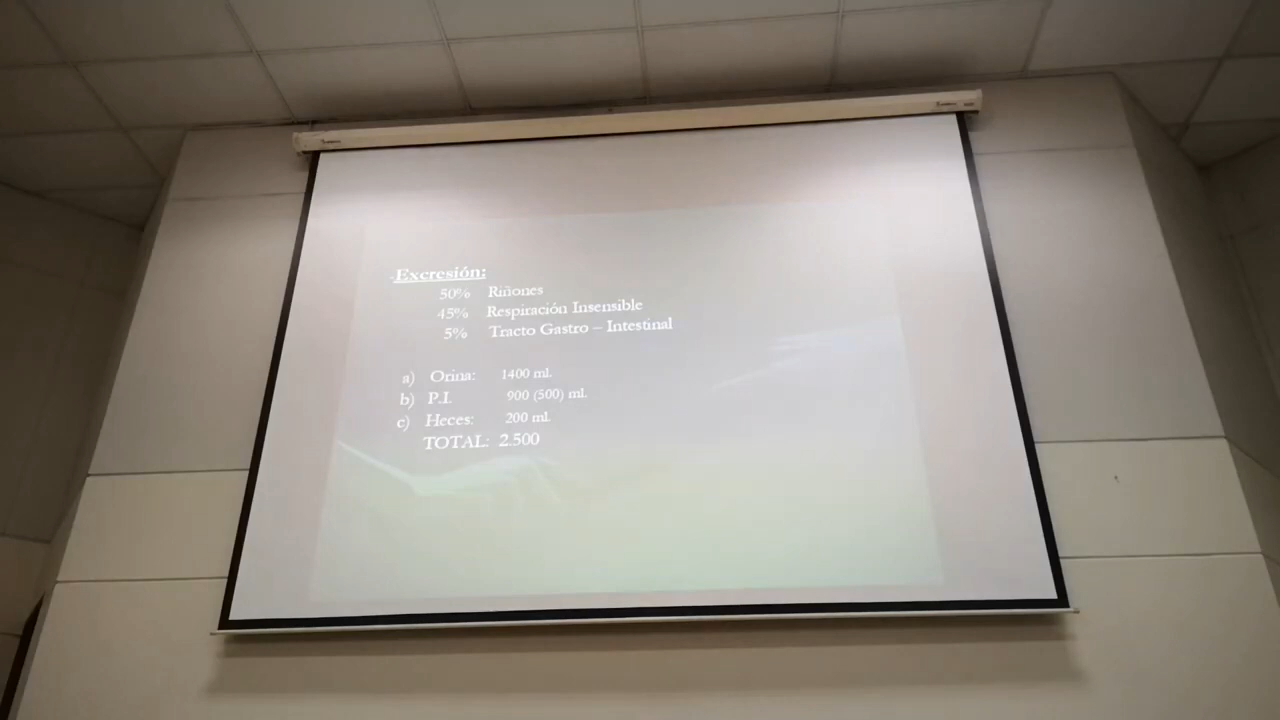 -Excresión:
50% Riñones
45% Respiración Insensible
5% Tracto Gastro – Intestinal
a) Orina: 1400 ml.
b) P.I. 900 (500) ml.
c) Heces: 200 ml.
TOTAL: 2.500